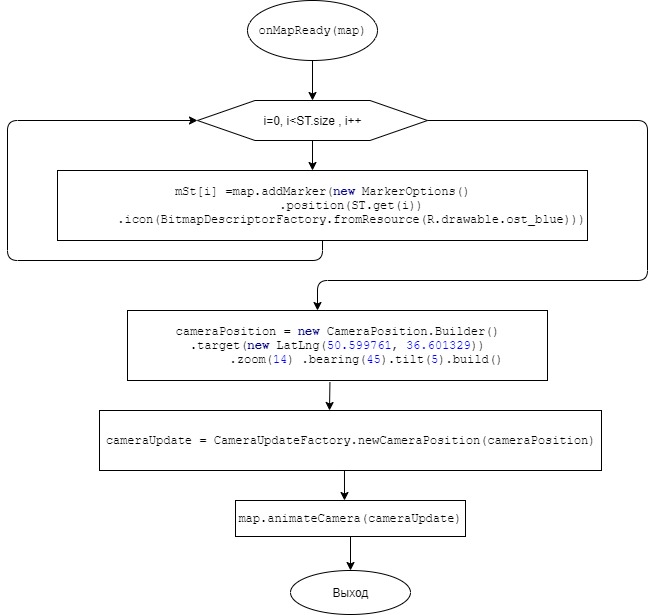 onMapReady(map)
i=0, i<ST.size , i++
mSt[i] =map.addMarker(new MarkerOptions()
.position(ST.get(i))
.icon(BitmapDescriptorFactory.fromResource(R.drawable.ost_blue)))
cameraPosition = new CameraPosition.Builder()
.target(new LatLng(50.599761, 36.601329))
.zoom(14) .bearing(45).tilt(5).build()
cameraUpdate = CameraUpdateFactory.newCameraPosition(cameraPosition)
map.animateCamera(cameraUpdate)
Выход